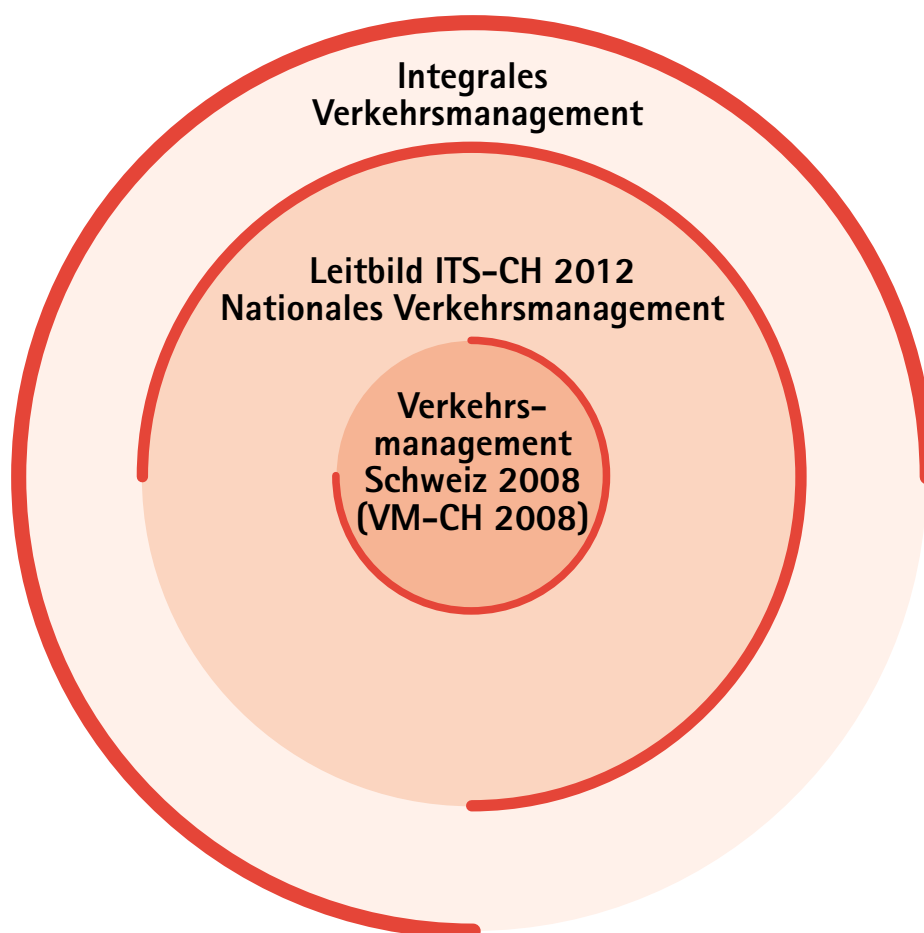 Integrales
Verkehrsmanagement
Leitbild ITS-CH 2012
Nationales Verkehrsmanagement
Verkehrs-
management
Schweiz 2008
(VM-CH 2008)